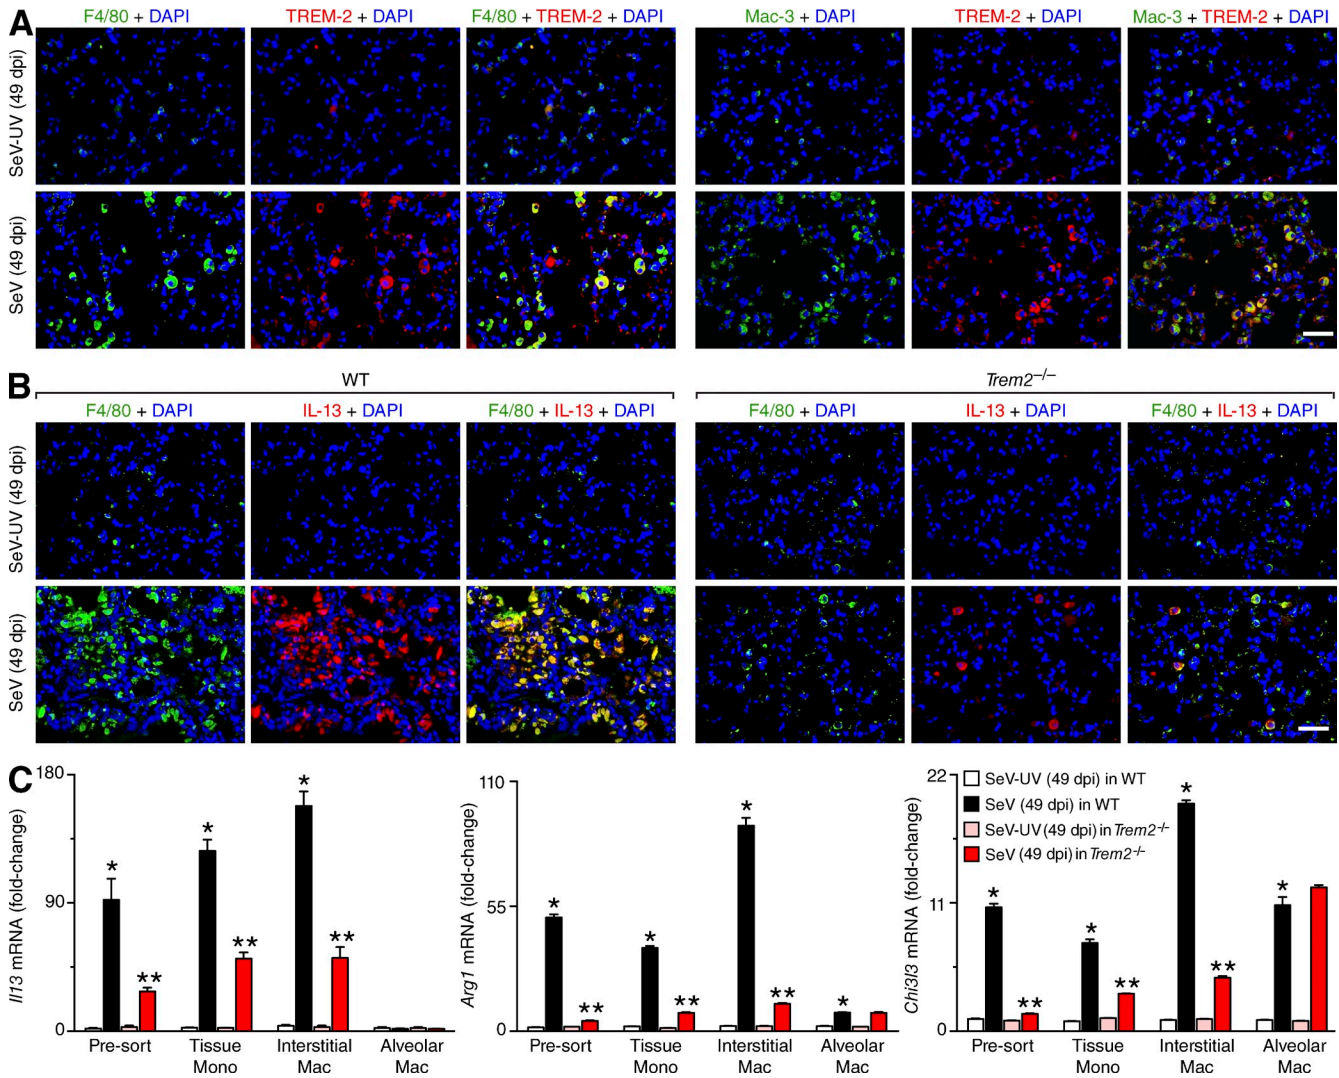 A
F4/80 + DAPI
TREM-2 + DAPI
F4/80 + TREM-2 + DAPI
Mac-3 + DAPI
TREM-2 + DAPI
Mac-3 + TREM-2 + DAPI
SeV-UV (49 dpi)
SeV (49 dpi)
B
WT
Trem2–/–
F4/80 + DAPI
IL-13 + DAPI
F4/80 + IL-13 + DAPI
F4/80 + DAPI
IL-13 + DAPI
F4/80 + IL-13 + DAPI
SeV-UV (49 dpi)
SeV (49 dpi)
C
Il13 mRNA (fold-change)
180
90
0
*
**
*
**
*
**
Pre-sort
Tissue
Mono
Interstitial
Mac
Alveolar
Mac
Arg1 mRNA (fold-change)
110
55
0
*
**
*
**
*
**
*
Pre-sort
Tissue
Mono
Interstitial
Mac
Alveolar
Mac
Chi3l3 mRNA (fold-change)
22
11
0
SeV-UV (49 dpi) in WT
SeV (49 dpi) in WT
SeV-UV (49 dpi) in Trem2–/–
SeV (49 dpi) in Trem2–/–
*
**
*
**
*
**
*
Pre-sort
Tissue
Mono
Interstitial
Mac
Alveolar
Mac